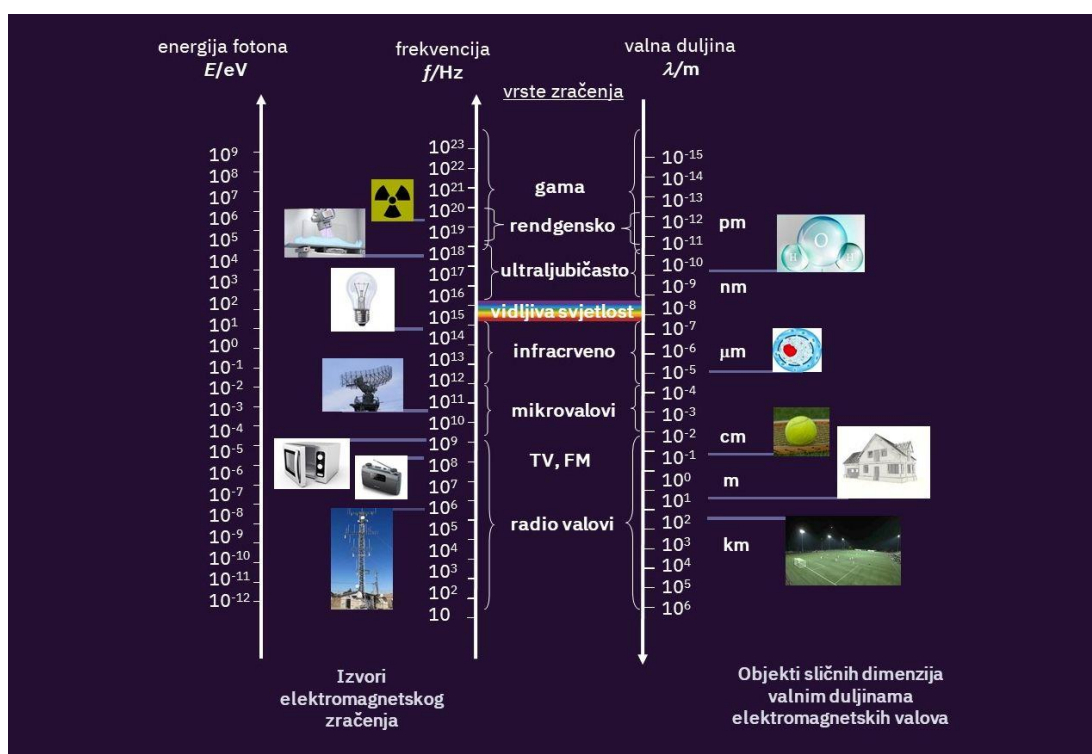 energija fotona
E/eV
frekvencija
f/Hz
valna duljina
λ/m
vrste zračenja
10⁹
10⁸
10⁷
10⁶
10⁵
10⁴
10³
10²
10¹
10⁰
10⁻¹
10⁻²
10⁻³
10⁻⁴
10⁻⁵
10⁻⁶
10⁻⁷
10⁻⁸
10⁻⁹
10⁻¹⁰
10⁻¹¹
10⁻¹²
10²³
10²²
10²¹
10²⁰
10¹⁹
10¹⁸
10¹⁷
10¹⁶
10¹⁵
10¹⁴
10¹³
10¹²
10¹¹
10¹⁰
10⁹
10⁸
10⁷
10⁶
10⁵
10⁴
10³
10²
10
gama
rendgensko
ultraljubičasto
vidljiva svjetlost
infracrveno
mikrovalovi
TV, FM
radio valovi
10⁻¹⁵
10⁻¹⁴
10⁻¹³
10⁻¹²
10⁻¹¹
10⁻¹⁰
10⁻⁹
10⁻⁸
10⁻⁷
10⁻⁶
10⁻⁵
10⁻⁴
10⁻³
10⁻²
10⁻¹
10⁰
10¹
10²
10³
10⁴
10⁵
10⁶
pm
nm
μm
cm
m
km
O
H
H
Izvori
elektromagnetskog
zračenja
Objekti sličnih dimenzija
valnim duljinama
elektromagnetskih valova